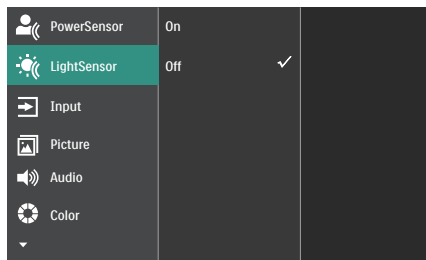 PowerSensor
On
LightSensor
Off
Input
Picture
Audio
Color